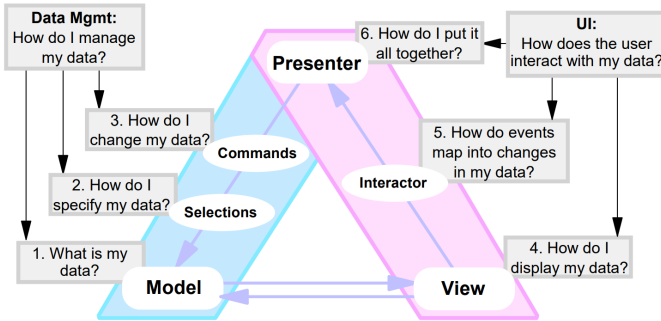 Data Mgmt:
How do I manage
my data?
6. How do I put it
all together?
UI:
How does the user
interact with my data?
Presenter
3. How do I
change my data?
5. How do events
map into changes
in my data?
Commands
Interactor
2. How do I
specify my data?
Selections
1. What is my
data?
4. How do I
display my data?
Model
View